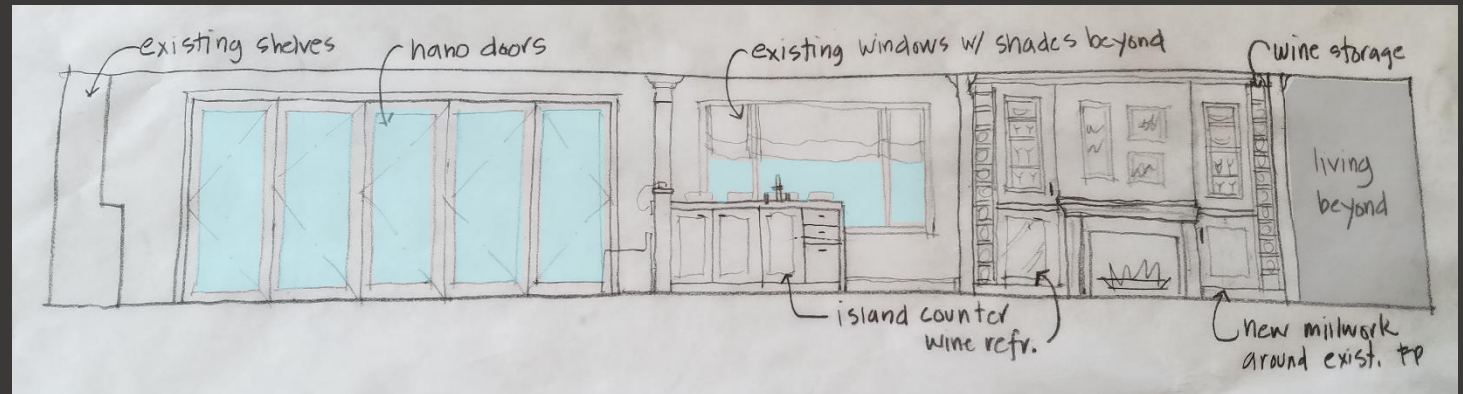 existing shelves
nano doors
existing windows w/ shades beyond
wine storage
living
beyond
island counter
wine refr.
new millwork
around exist. FP